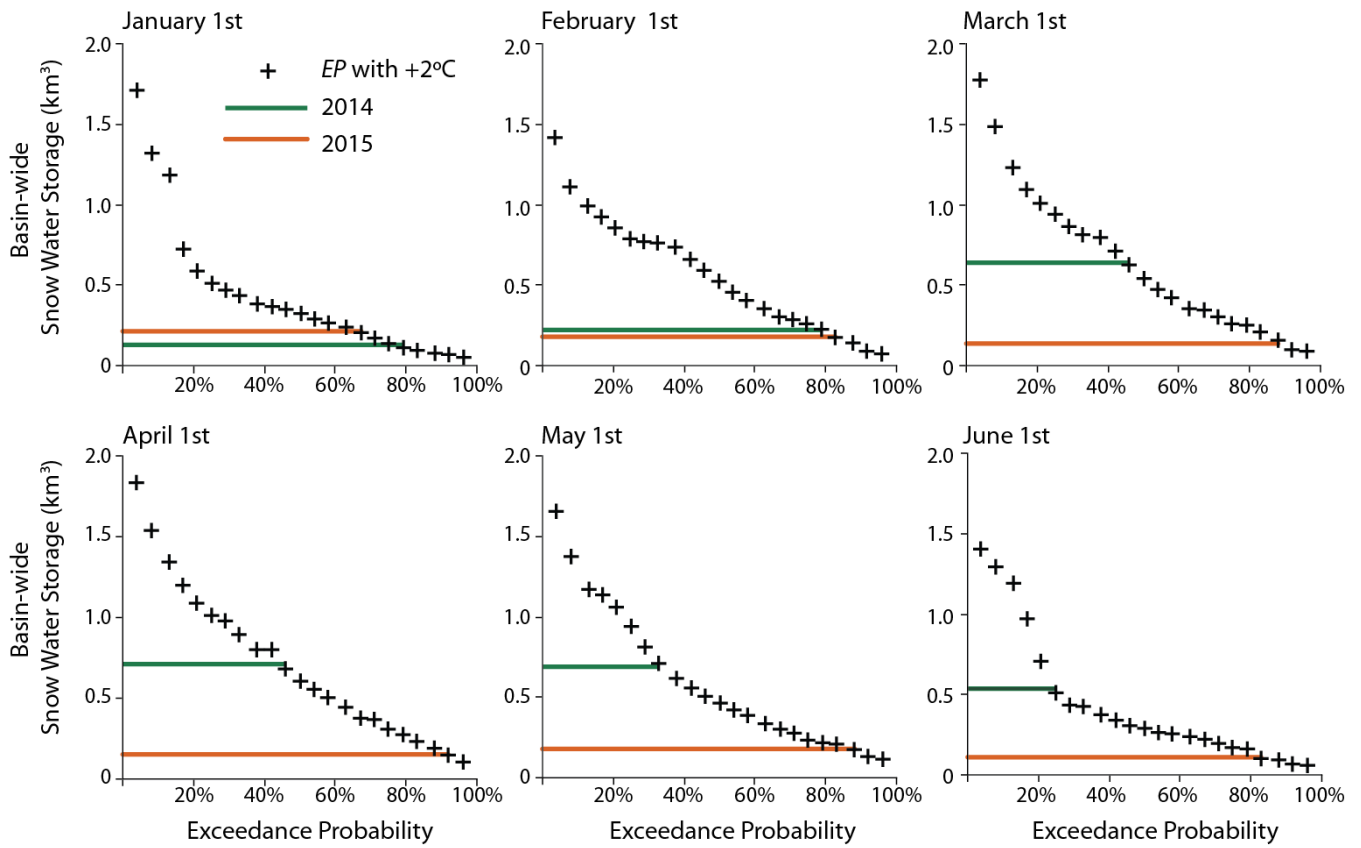 January 1st
February 1st
March 1st
2.0
1.5
1.0
0.5
0
EP with +2ºC
2014
2015
20% 40% 60% 80% 100%
2.0
1.5
1.0
0.5
0
20% 40% 60% 80% 100%
2.0
1.5
1.0
0.5
0
20% 40% 60% 80% 100%
Basin-wide
Snow Water Storage (km³)
April 1st
May 1st
June 1st
2.0
1.5
1.0
0.5
0
20% 40% 60% 80% 100%
2.0
1.5
1.0
0.5
0
20% 40% 60% 80% 100%
2.0
1.5
1.0
0.5
0
20% 40% 60% 80% 100%
Basin-wide
Snow Water Storage (km³)
Exceedance Probability
Exceedance Probability
Exceedance Probability